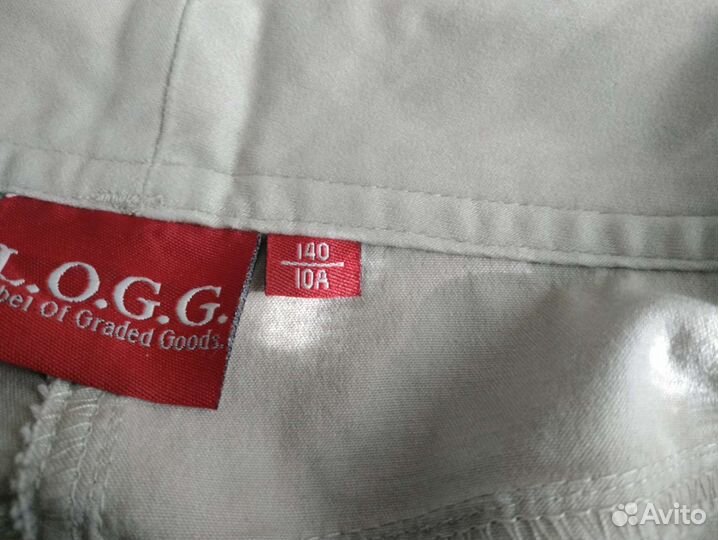 L.O.G.G.
bel of Graded Goods.
140
10A
Avito